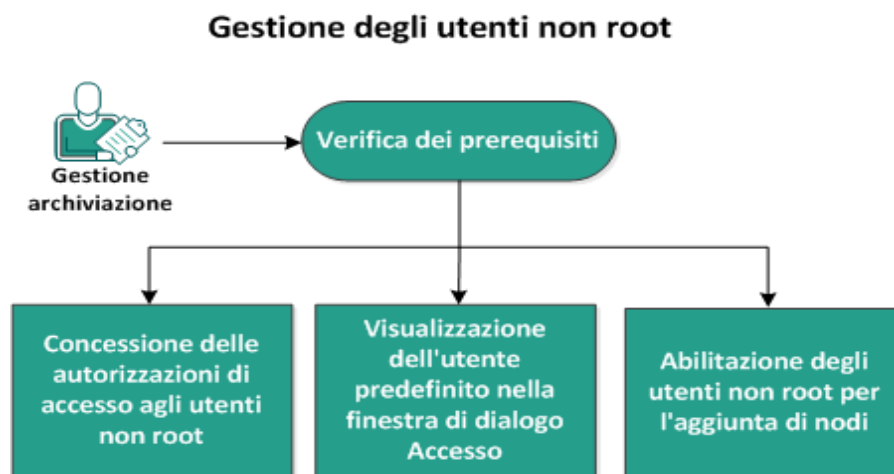 Gestione degli utenti non root
Verifica dei prerequisiti
Gestione
archiviazione
Concessione delle
autorizzazioni di
accesso agli utenti
non root
Visualizzazione
dell'utente
predefinito nella
finestra di dialogo
Accesso
Abilitazione degli
utenti non root per
l'aggiunta di nodi